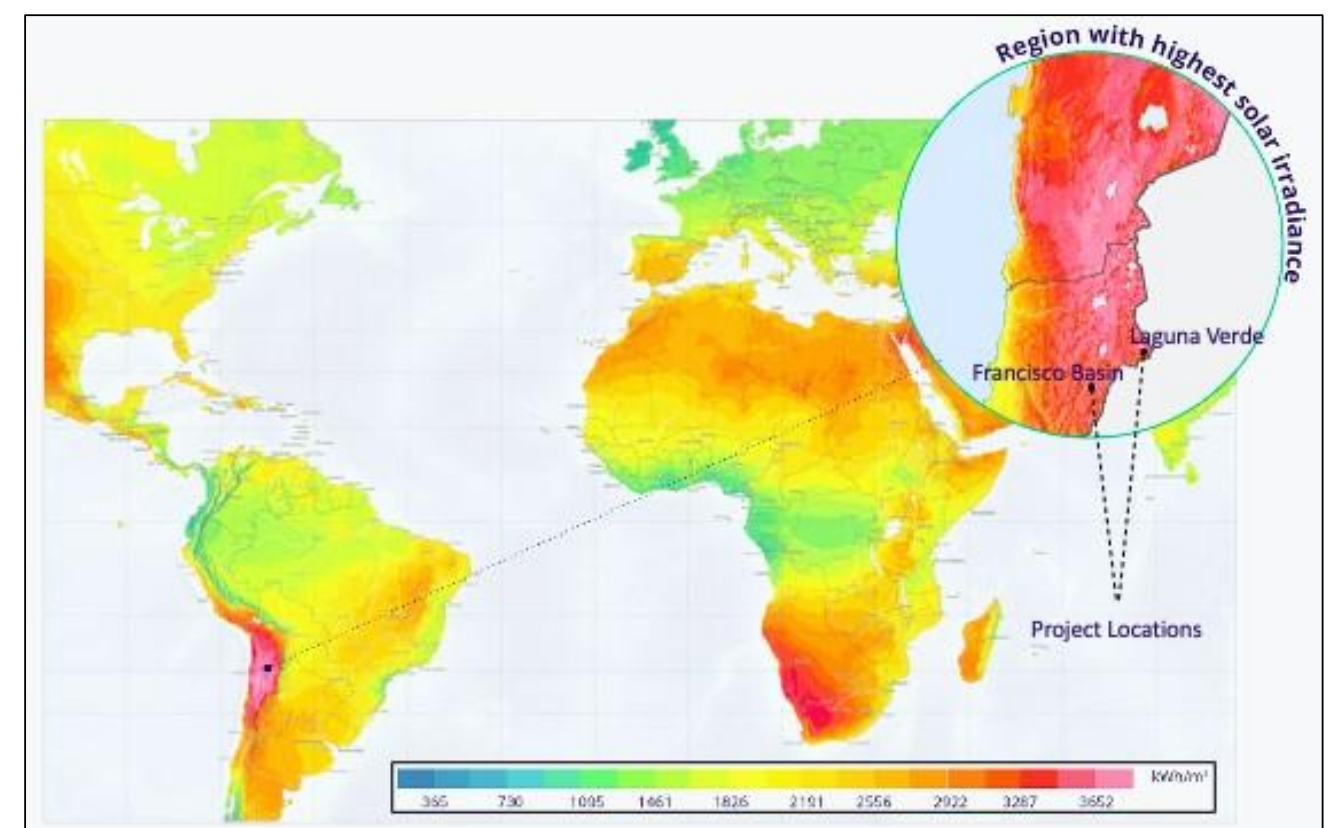 Region with highest solar irradiance
Laguna Verde
Francisco Basin
Project Locations
kWh/m²
365 730 1095 1461 1826 2191 2556 2922 3287 3652